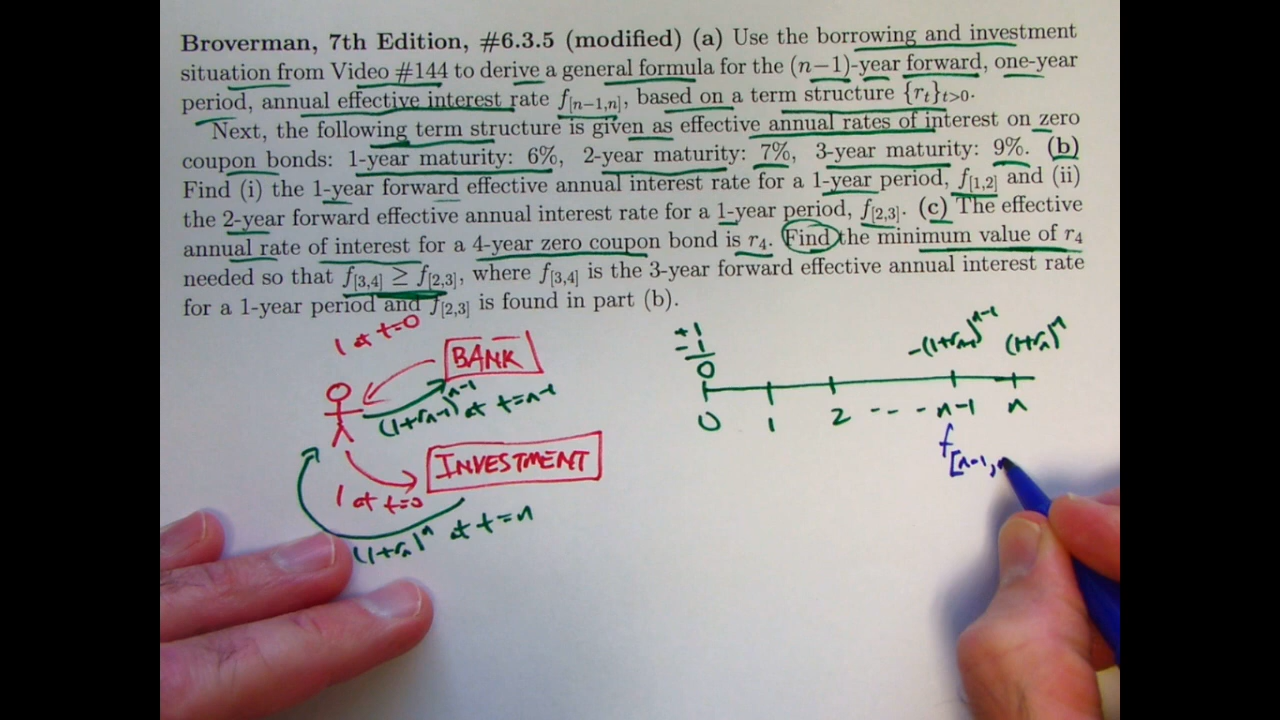 Broverman, 7th Edition, #6.3.5 (modified) (a) Use the borrowing and investment
situation from Video #144 to derive a general formula for the (n−1)-year forward, one-year
period, annual effective interest rate f[n−1,n], based on a term structure {rt}t>0.
Next, the following term structure is given as effective annual rates of interest on zero
coupon bonds: 1-year maturity: 6%, 2-year maturity: 7%, 3-year maturity: 9%. (b)
Find (i) the 1-year forward effective annual interest rate for a 1-year period, f[1,2] and (ii)
the 2-year forward effective annual interest rate for a 1-year period, f[2,3]. (c) The effective
annual rate of interest for a 4-year zero coupon bond is r4. Find the minimum value of r4
needed so that f[3,4] ≥ f[2,3], where f[3,4] is the 3-year forward effective annual interest rate
for a 1-year period and f[2,3] is found in part (b).
1 at t=0
BANK
(1+rn-1)^n-1 at t=n-1
INVESTMENT
1 at t=0
(1+rn)^n at t=n
+1
-1
0
-(1+rn-1)^n-1 (1+rn)^n
0 1 2 ---- n-1 n
f[n-1,n